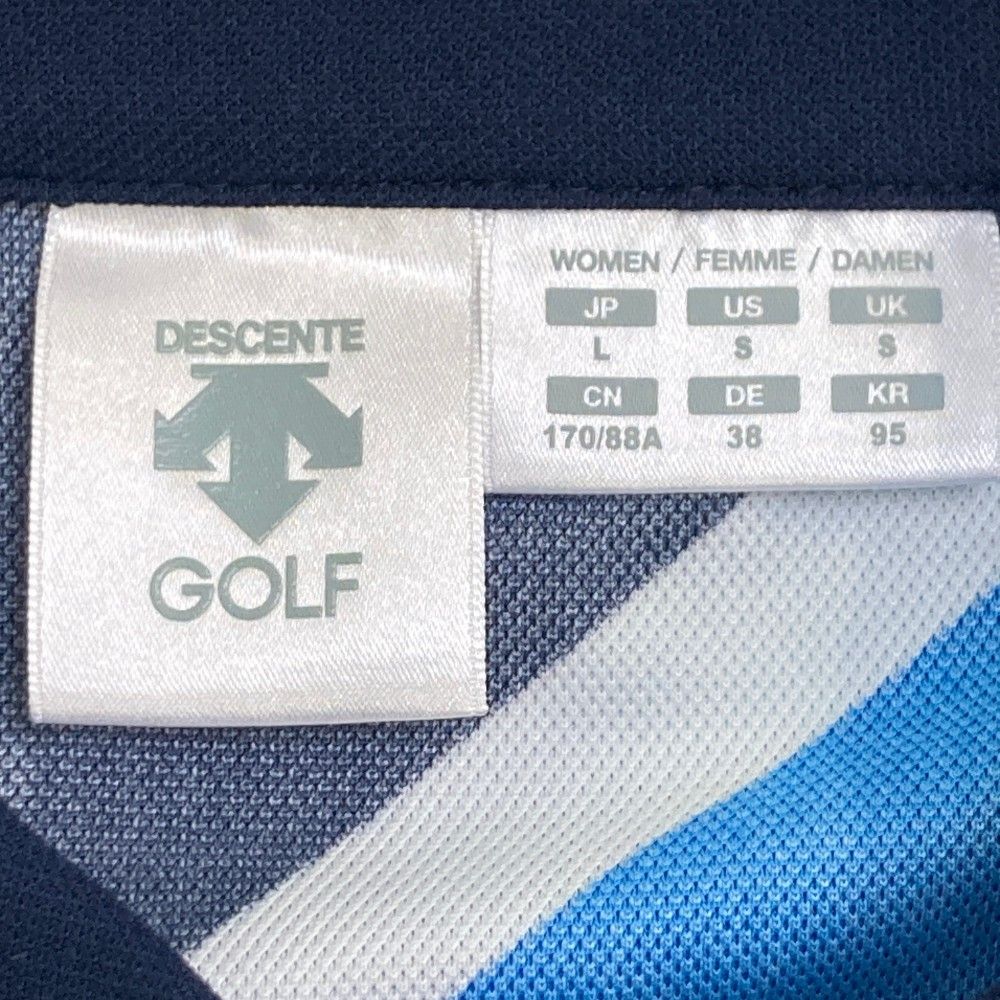 DESCENTE
GOLF
WOMEN / FEMME / DAMEN
JP US UK
L S S
CN DE KR
170/88A 38 95